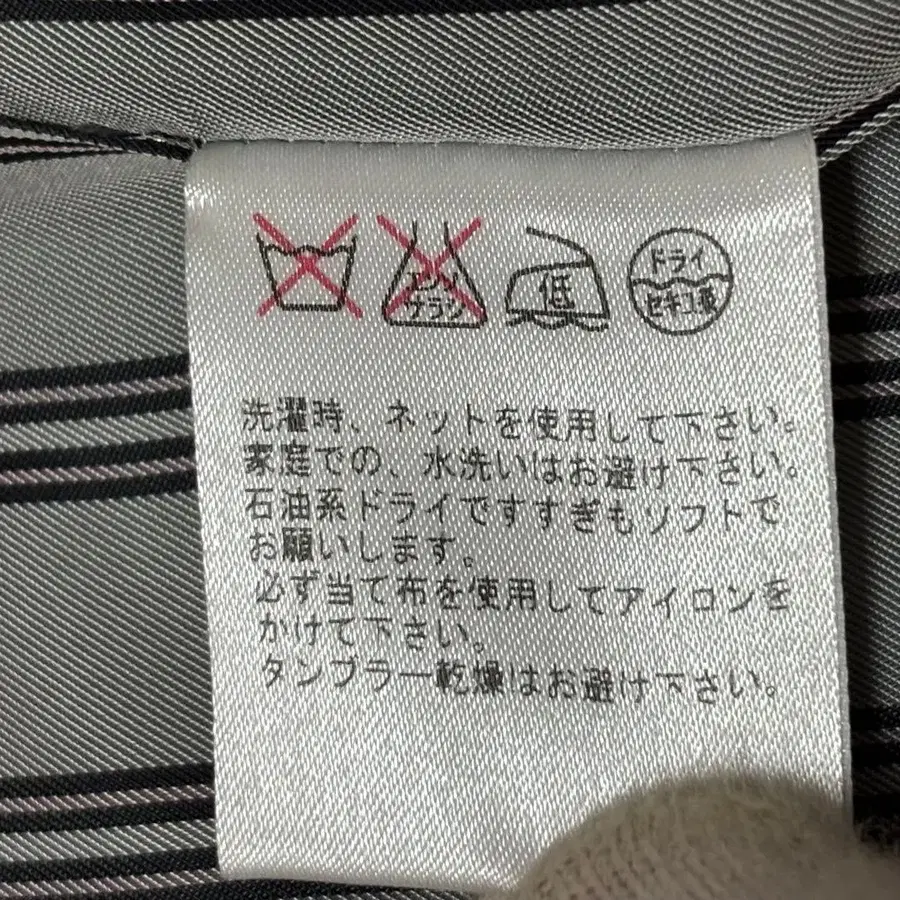 エンソ
サラシ
低
ドライ
セキユ系
洗濯時、ネットを使用して下さい。
家庭での、水洗いはお避け下さい。
石油系ドライですすぎもソフトで
お願いします。
必ず当て布を使用してアイロンを
かけて下さい。
タンブラー乾燥はお避け下さい。